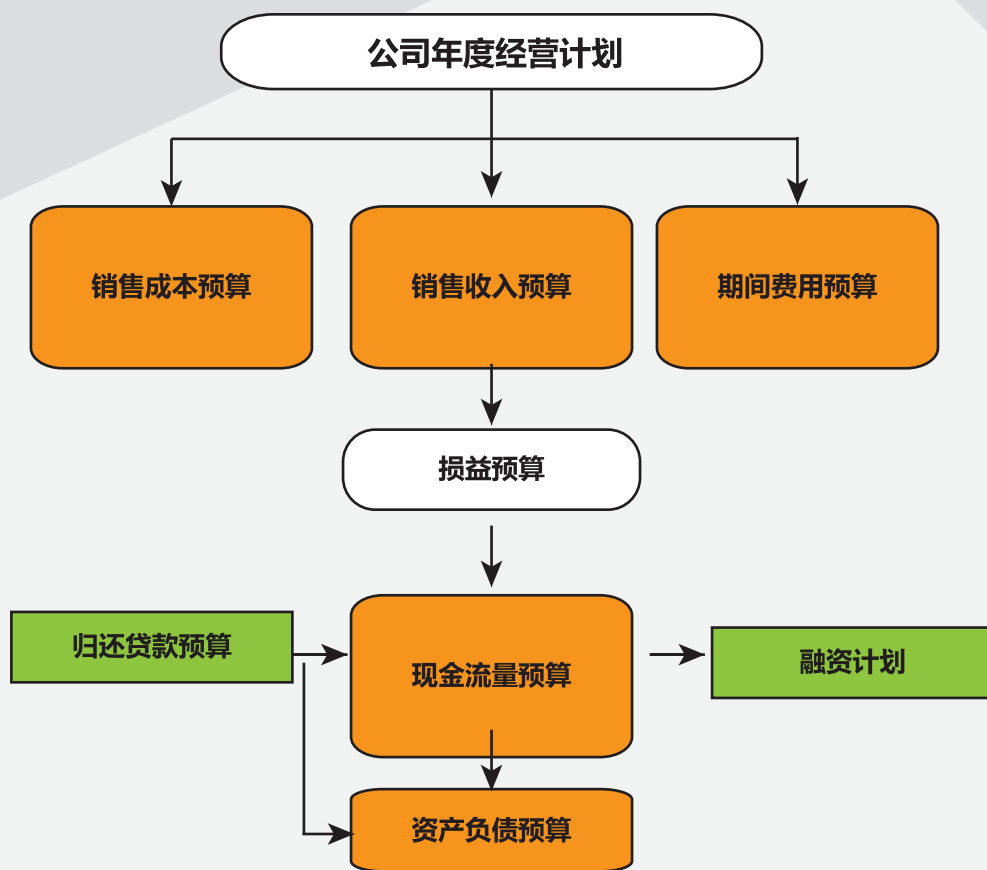 公司年度经营计划
销售成本预算
销售收入预算
期间费用预算
损益预算
归还贷款预算
现金流量预算
融资计划
资产负债预算